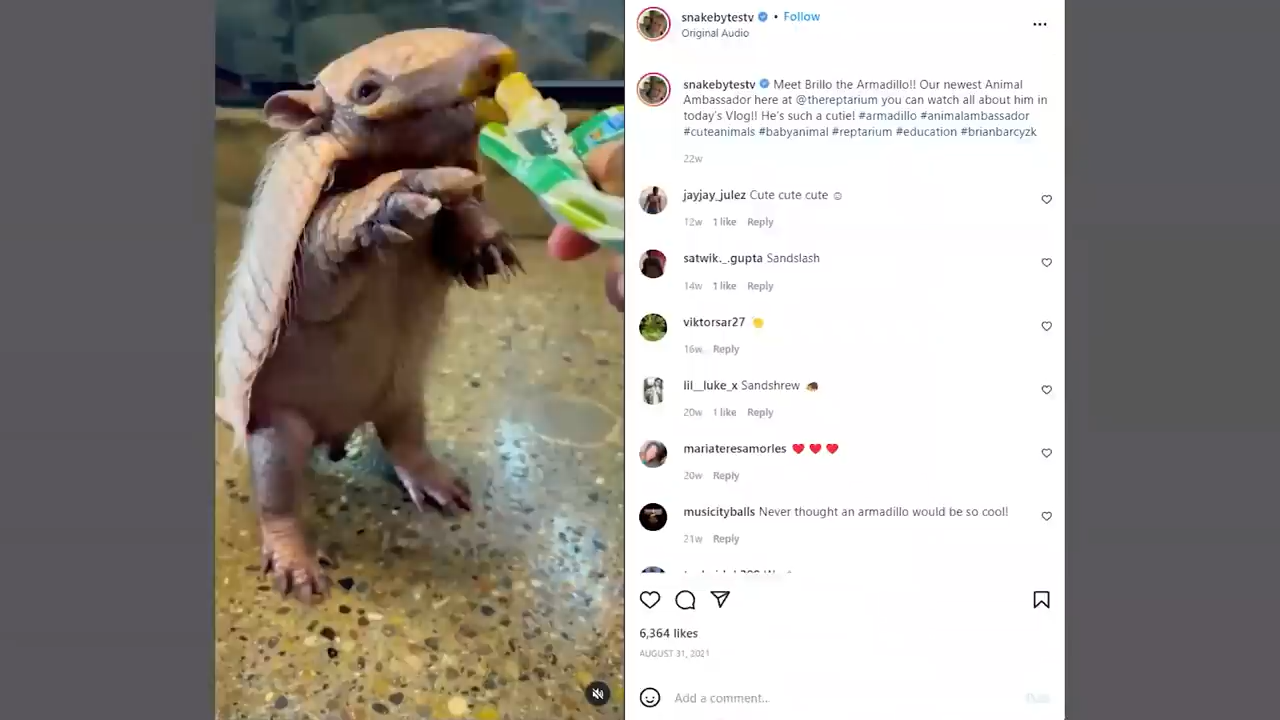 snakebytestv • Follow
Original Audio
snakebytestv Meet Brillo the Armadillo!! Our newest Animal
Ambassador here at @thereptarium you can watch all about him in
today's Vlog!! He's such a cutie! #armadillo #animalambassador
#cuteanimals #babyanimal #reptarium #education #brianbarcyzk
22w
jayjay_julez Cute cute cute ☺
12w 1 like Reply
satwik._.gupta Sandslash
14w 1 like Reply
viktorsar27
16w Reply
lil__luke_x Sandshrew 🦔
20w 1 like Reply
mariateresamorles ❤️ ❤️ ❤️
20w Reply
musicityballs Never thought an armadillo would be so cool!
21w Reply
6,364 likes
AUGUST 31, 2021
Add a comment...